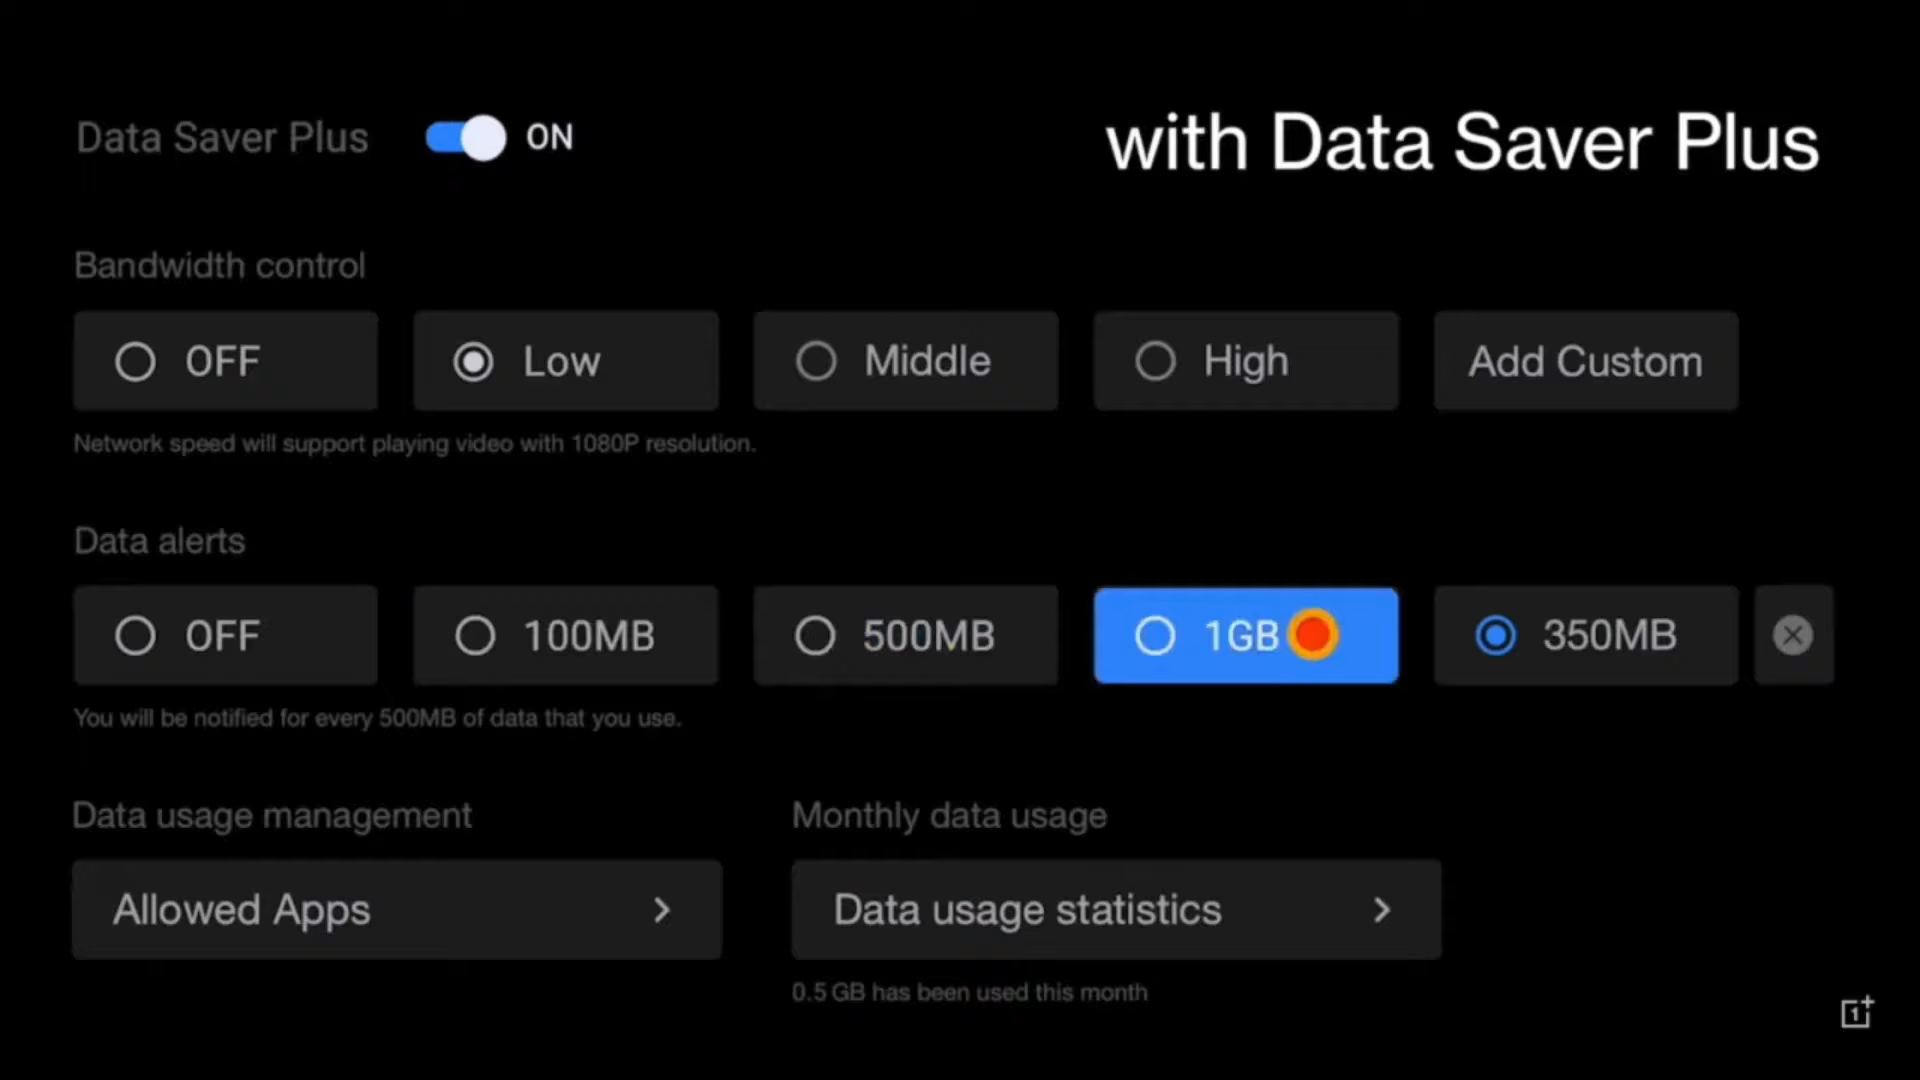 Data Saver Plus ON
with Data Saver Plus
Bandwidth control
OFF Low Middle High Add Custom
Network speed will support playing video with 1080P resolution.
Data alerts
OFF 100MB 500MB 1GB 350MB
You will be notified for every 500MB of data that you use.
Data usage management
Allowed Apps
Monthly data usage
Data usage statistics
0.5 GB has been used this month
1+